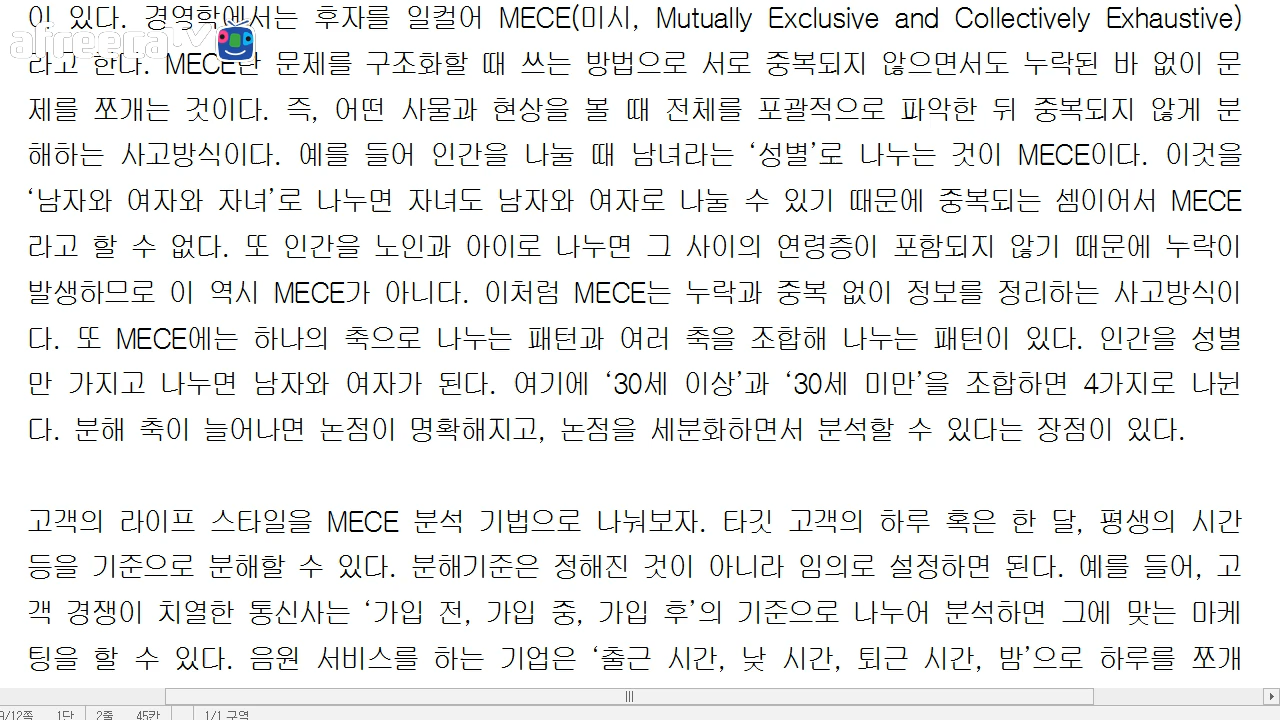 이 있다. 경영학에서는 후자를 일컬어 MECE(미시, Mutually Exclusive and Collectively Exhaustive)
afreecaTV
라고 한다. MECE란 문제를 구조화할 때 쓰는 방법으로 서로 중복되지 않으면서도 누락된 바 없이 문
제를 쪼개는 것이다. 즉, 어떤 사물과 현상을 볼 때 전체를 포괄적으로 파악한 뒤 중복되지 않게 분
해하는 사고방식이다. 예를 들어 인간을 나눌 때 남녀라는 ‘성별’로 나누는 것이 MECE이다. 이것을
‘남자와 여자와 자녀’로 나누면 자녀도 남자와 여자로 나눌 수 있기 때문에 중복되는 셈이어서 MECE
라고 할 수 없다. 또 인간을 노인과 아이로 나누면 그 사이의 연령층이 포함되지 않기 때문에 누락이
발생하므로 이 역시 MECE가 아니다. 이처럼 MECE는 누락과 중복 없이 정보를 정리하는 사고방식이
다. 또 MECE에는 하나의 축으로 나누는 패턴과 여러 축을 조합해 나누는 패턴이 있다. 인간을 성별
만 가지고 나누면 남자와 여자가 된다. 여기에 ‘30세 이상’과 ‘30세 미만’을 조합하면 4가지로 나뉜
다. 분해 축이 늘어나면 논점이 명확해지고, 논점을 세분화하면서 분석할 수 있다는 장점이 있다.
고객의 라이프 스타일을 MECE 분석 기법으로 나눠보자. 타깃 고객의 하루 혹은 한 달, 평생의 시간
등을 기준으로 분해할 수 있다. 분해기준은 정해진 것이 아니라 임의로 설정하면 된다. 예를 들어, 고
객 경쟁이 치열한 통신사는 ‘가입 전, 가입 중, 가입 후’의 기준으로 나누어 분석하면 그에 맞는 마케
팅을 할 수 있다. 음원 서비스를 하는 기업은 ‘출근 시간, 낮 시간, 퇴근 시간, 밤’으로 하루를 쪼개
9/12쪽 1단 2줄 45칸 1/1 구역